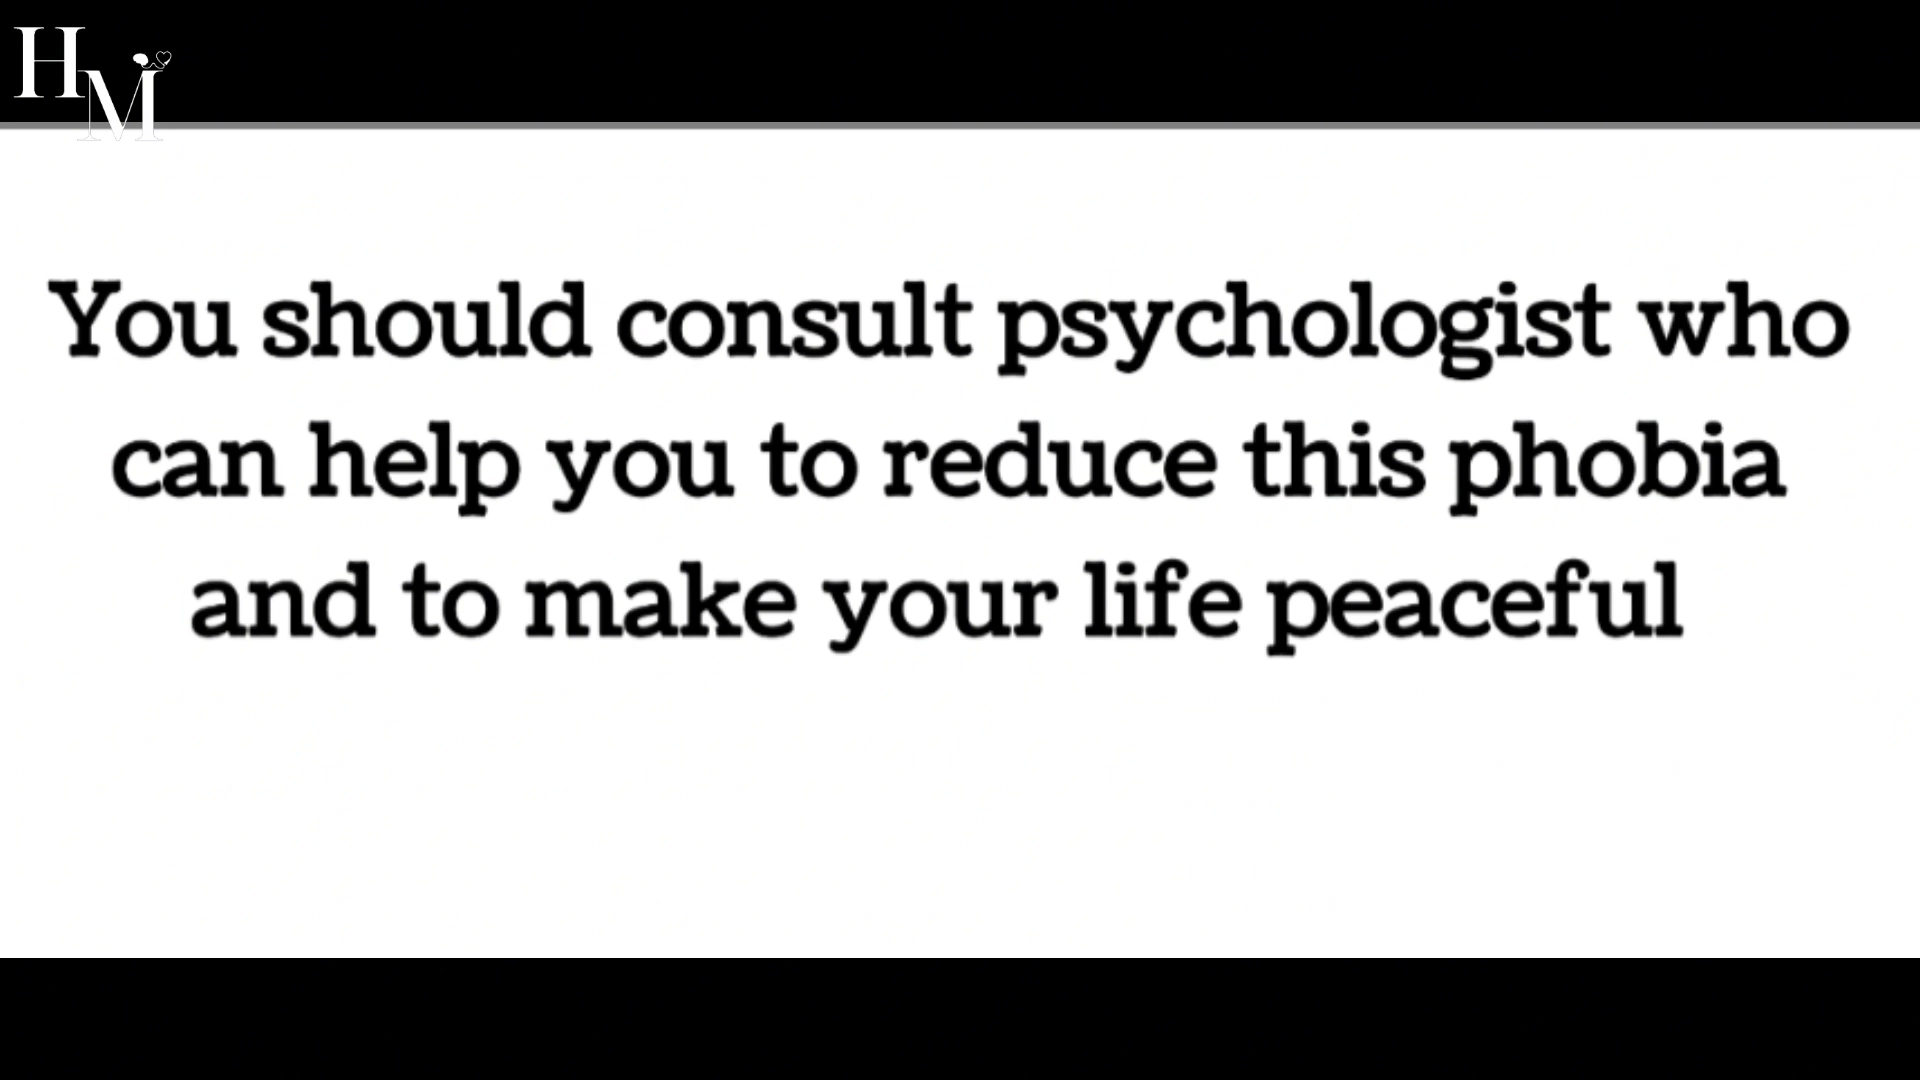 HM
You should consult psychologist who
can help you to reduce this phobia
and to make your life peaceful